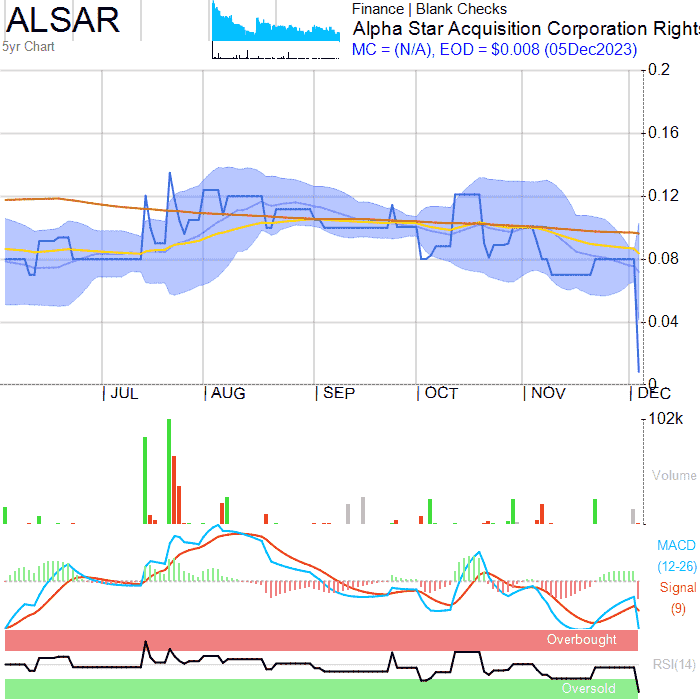 ALSAR
5yr Chart
Finance | Blank Checks
Alpha Star Acquisition Corporation Rights
MC = (N/A), EOD = $0.008 (05Dec2023)
0.2
0.16
0.12
0.08
0.04
0
JUL AUG SEP OCT NOV DEC
102k
Volume
MACD
(12-26)
Signal
(9)
Overbought
RSI(14)
Oversold